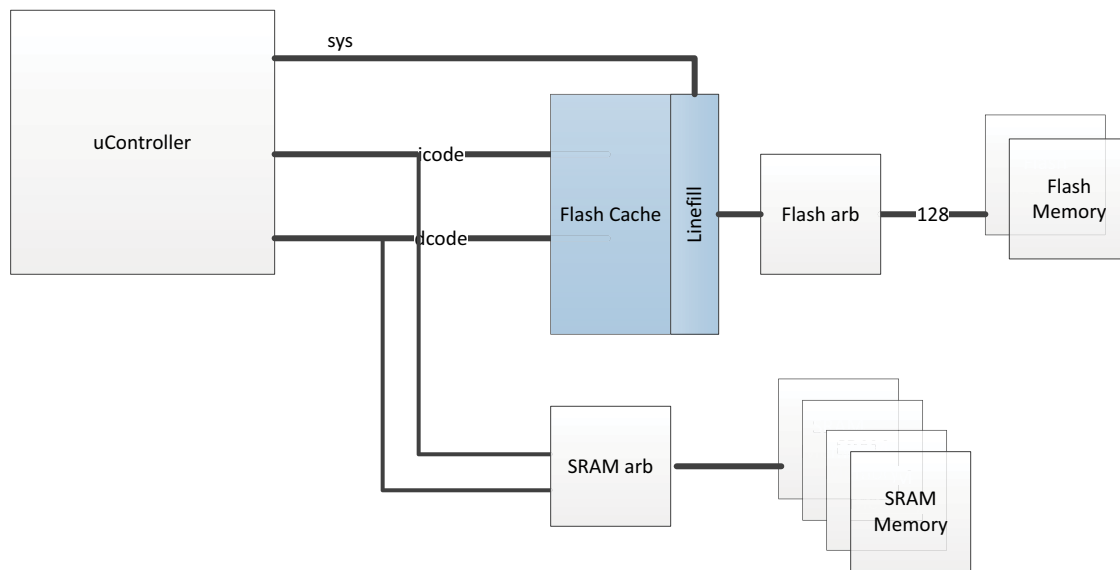 sys
uController
icode
Flash Cache
Linefill
Flash arb
128
Flash
Memory
dcode
SRAM arb
SRAM
Memory